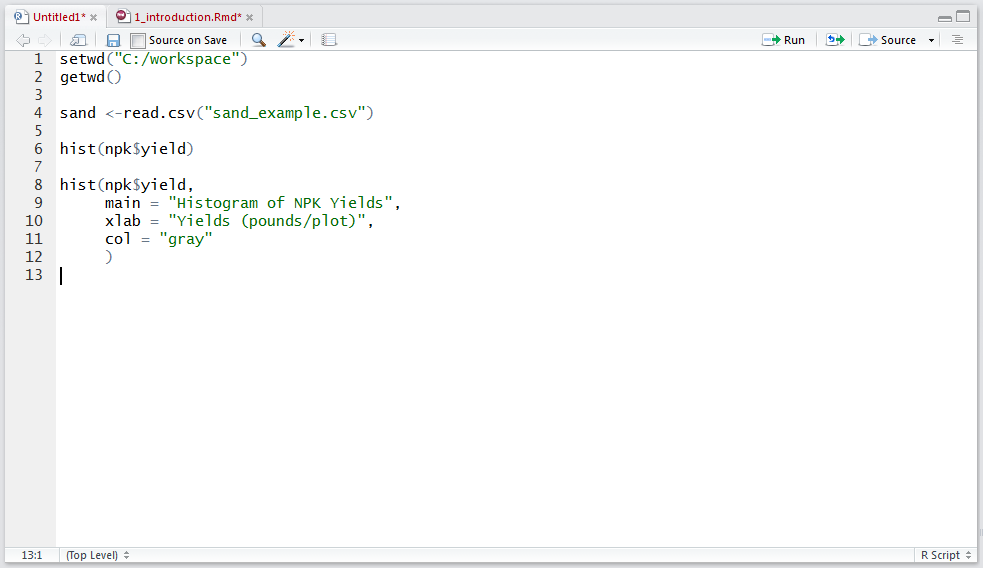 Untitled1* 1_introduction.Rmd*
Source on Save Run Source
1 setwd("C:/workspace")
2 getwd()
3
4 sand <-read.csv("sand_example.csv")
5
6 hist(npk$yield)
7
8 hist(npk$yield,
9 main = "Histogram of NPK Yields",
10 xlab = "Yields (pounds/plot)",
11 col = "gray"
12 )
13
13:1 (Top Level) R Script